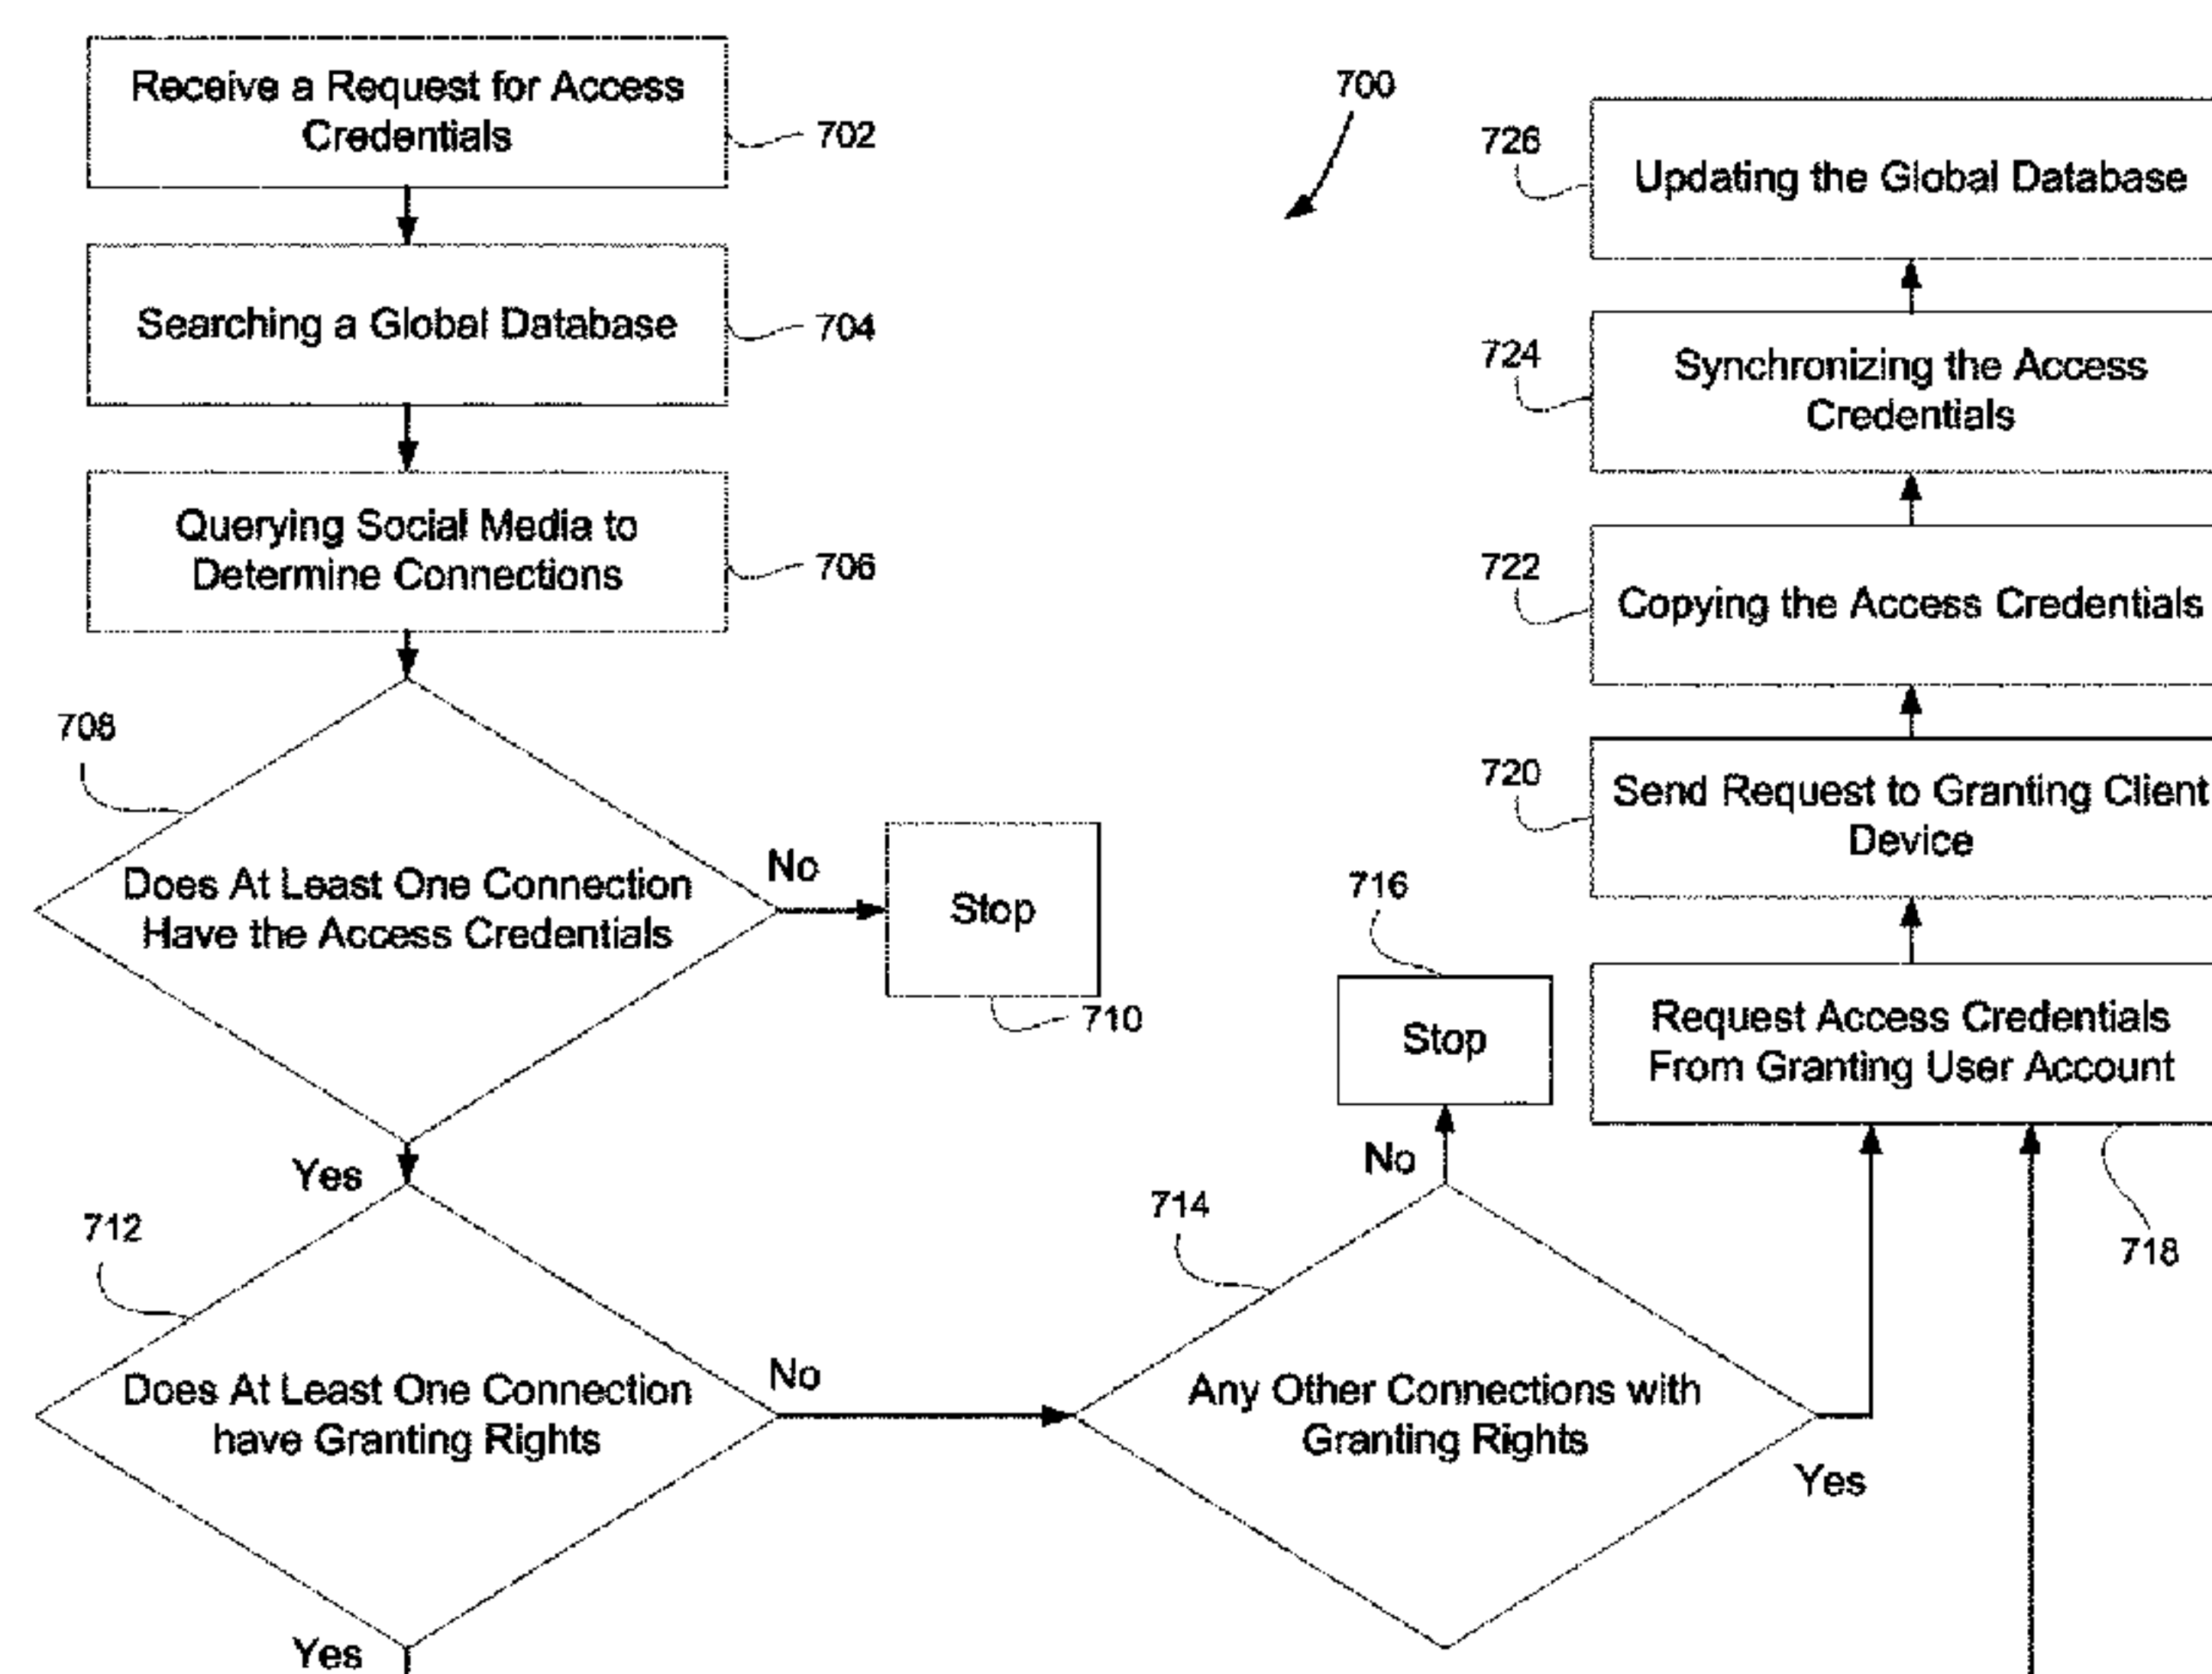 Receive a Request for Access
Credentials
702
Searching a Global Database
704
Querying Social Media to
Determine Connections
706
708
Does At Least One Connection
Have the Access Credentials
No
Stop
710
Yes
712
Does At Least One Connection
have Granting Rights
No
Yes
714
Any Other Connections with
Granting Rights
No
Stop
716
Yes
700
726
Updating the Global Database
724
Synchronizing the Access
Credentials
722
Copying the Access Credentials
720
Send Request to Granting Client
Device
Request Access Credentials
From Granting User Account
718